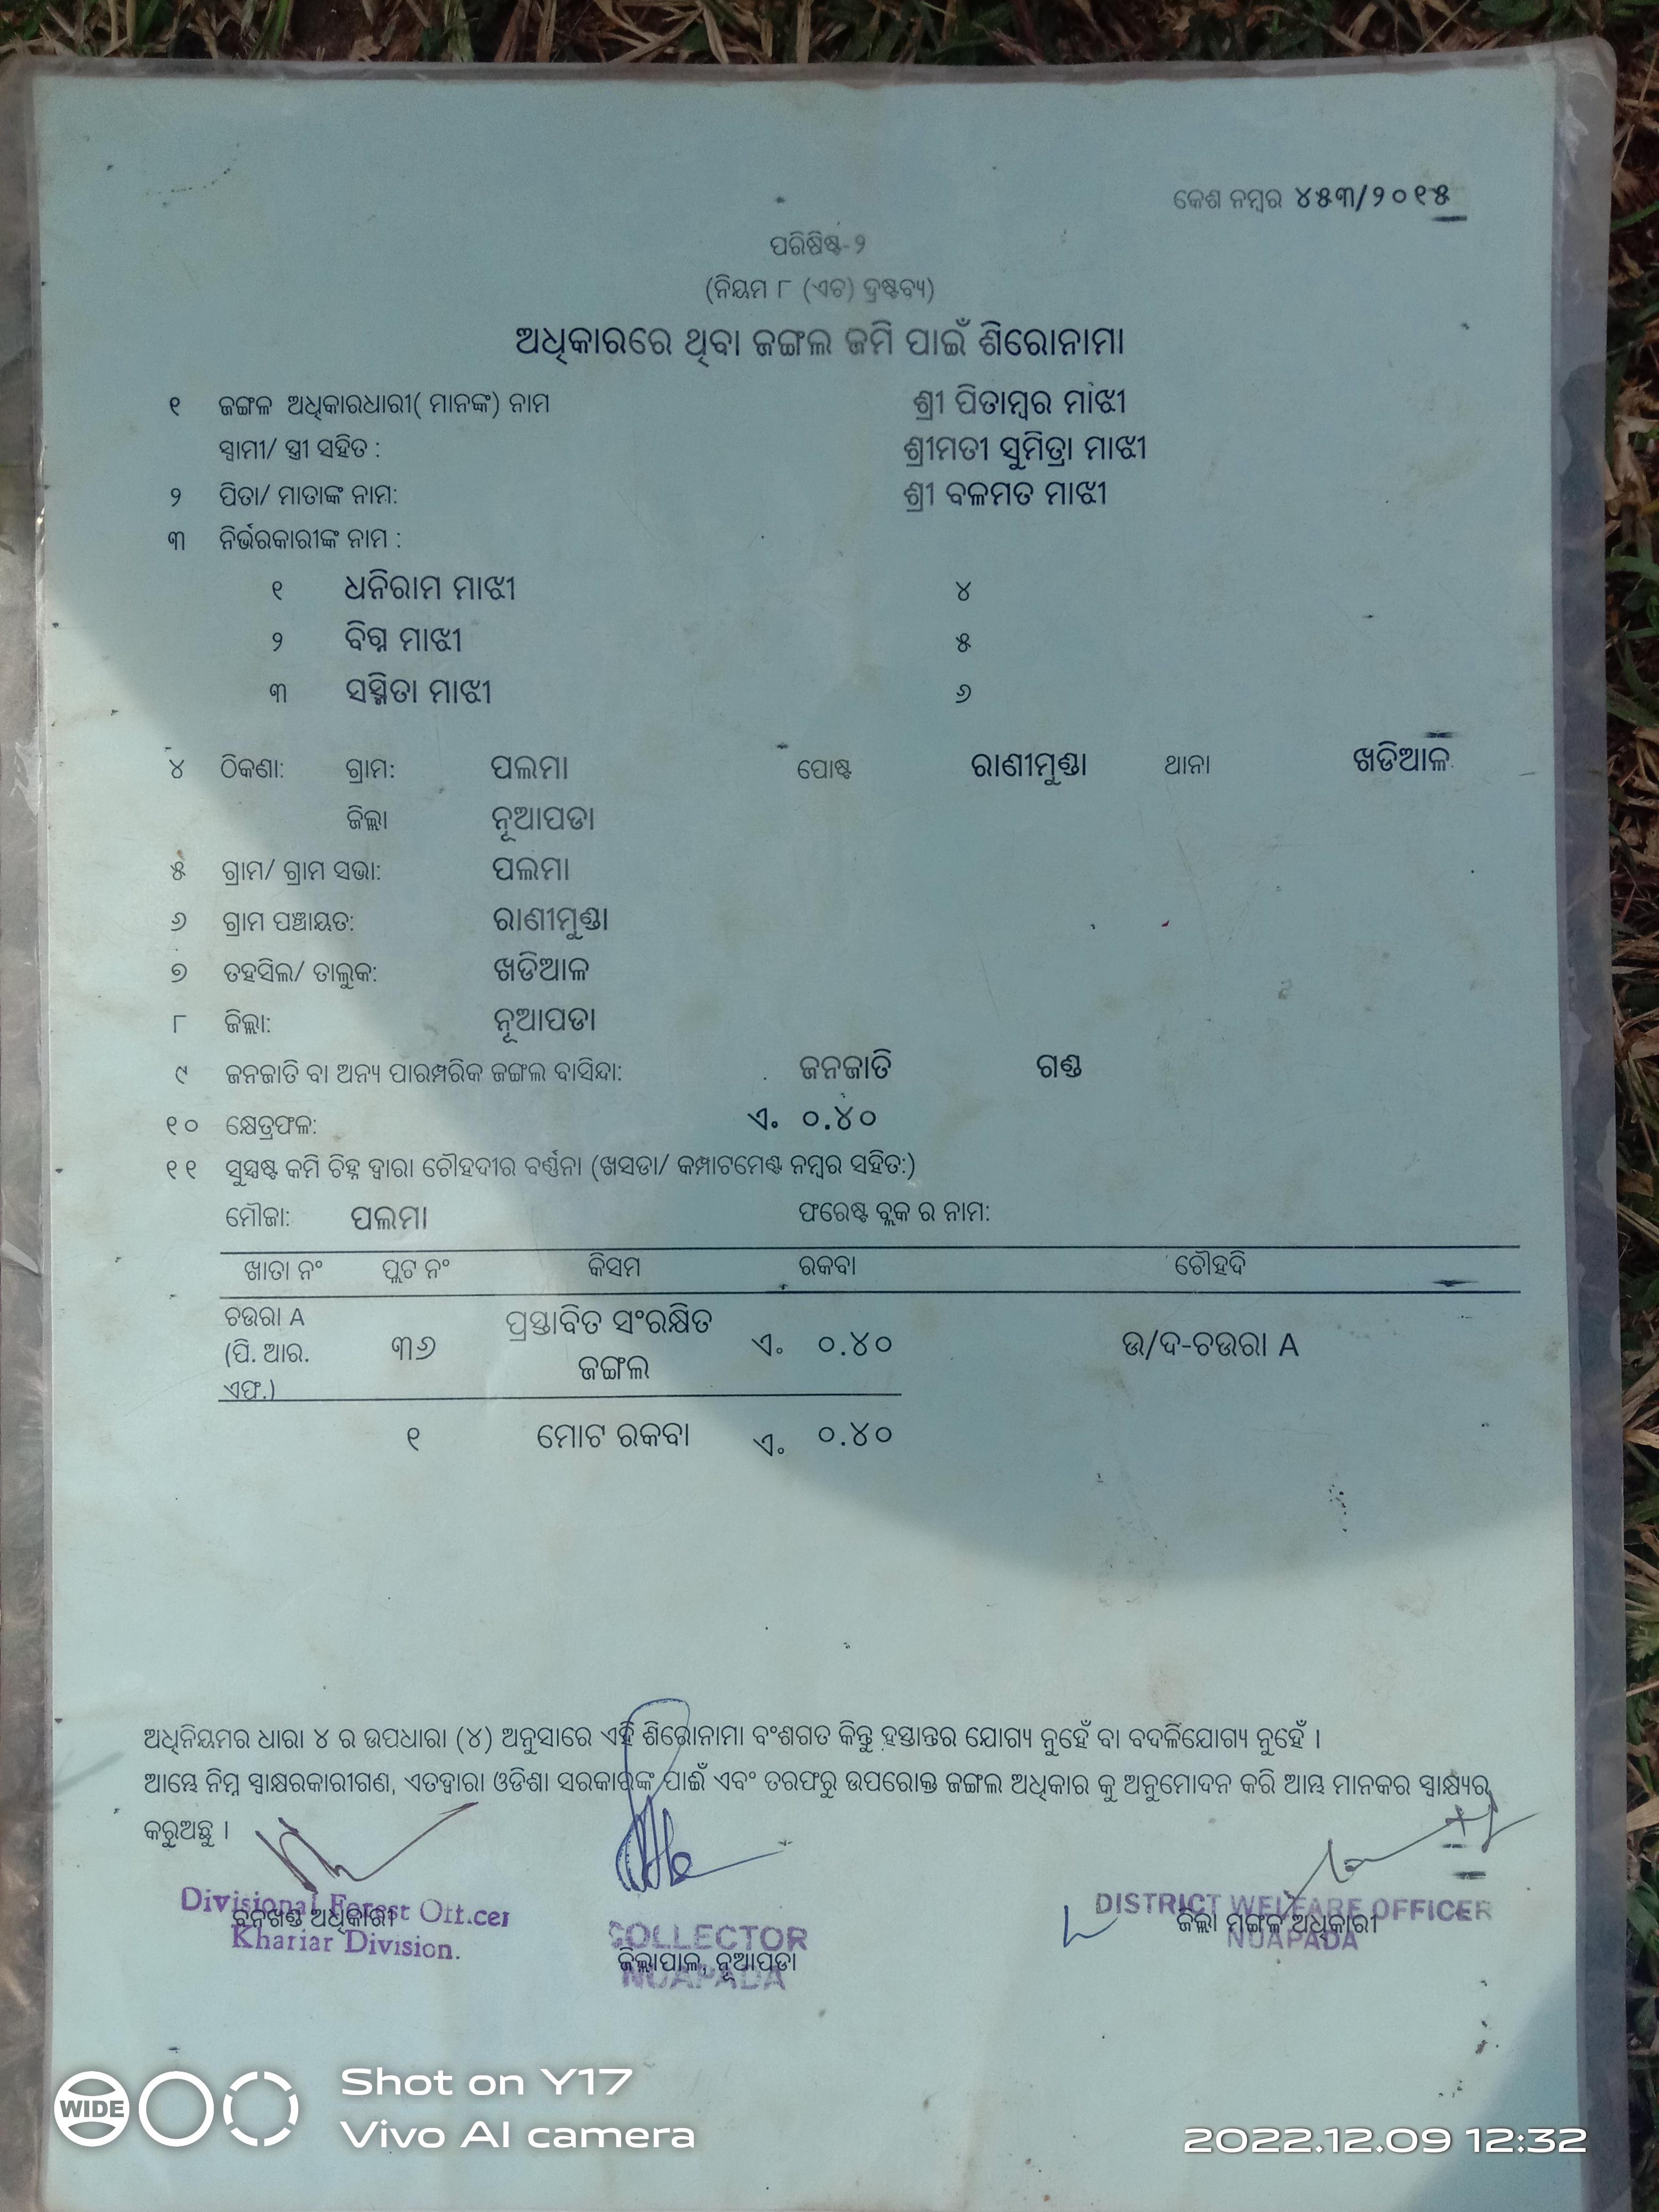 କେଶ ନମ୍ବର ୪୫୩/୨୦୧୫
ପରିଷିଷ୍ଟ-୨
(ନିୟମ ୮ (ଏଚ) ଦ୍ରଷ୍ଟବ୍ୟ)
ଅଧିକାରରେ ଥିବା ଜଙ୍ଗଲ ଜମି ପାଇଁ ଶିରୋନାମା
୧ ଜଙ୍ଗଳ ଅଧିକାରଧାରୀ( ମାନଙ୍କ) ନାମ ଶ୍ରୀ ପିତାମ୍ବର ମାଝୀ
ସ୍ୱାମୀ/ ସ୍ତ୍ରୀ ସହିତ : ଶ୍ରୀମତୀ ସୁମିତ୍ରା ମାଝୀ
୨ ପିତା/ ମାତାଙ୍କ ନାମ: ଶ୍ରୀ ବଳମତ ମାଝୀ
୩ ନିର୍ଭରକାରୀଙ୍କ ନାମ :
୧ ଧନିରାମ ମାଝୀ ୪
୨ ବିଗ୍ନ ମାଝୀ ୫
୩ ସସ୍ମିତା ମାଝୀ ୬
୪ ଠିକଣା: ଗ୍ରାମ: ପଲମା ପୋଷ୍ଟ ରାଣୀମୁଣ୍ଡା ଥାନା ଖଡିଆଳ
ଜିଲ୍ଲା ନୂଆପଡା
୫ ଗ୍ରାମ/ ଗ୍ରାମ ସଭା: ପଲମା
୬ ଗ୍ରାମ ପଞ୍ଚାୟତ: ରାଣୀମୁଣ୍ଡା
୭ ତହସିଲ/ ତାଲୁକ: ଖଡିଆଳ
୮ ଜିଲ୍ଲା: ନୂଆପଡା
୯ ଜନଜାତି ବା ଅନ୍ୟ ପାରମ୍ପରିକ ଜଙ୍ଗଲ ବାସିନ୍ଦା: ଜନଜାତି ଗଣ୍ଡ
୧୦ କ୍ଷେତ୍ରଫଳ: ଏ॰ ୦.୪୦
୧୧ ସୁସ୍ପଷ୍ଟ କମି ଚିହ୍ନ ଦ୍ୱାରା ଚୌହଦୀର ବର୍ଣ୍ଣନା (ଖସଡା/ କମ୍ପାଟମେଣ୍ଟ ନମ୍ବର ସହିତ:)
ମୌଜା: ପଲମା ଫରେଷ୍ଟ ବ୍ଲକ ର ନାମ:
ଖାତା ନଂ ପ୍ଲଟ ନଂ କିସମ ରକବା ଚୌହଦି
ଚଉରା A (ପି. ଆର. ଏଫ.) ୩୬ ପ୍ରସ୍ତାବିତ ସଂରକ୍ଷିତ ଜଙ୍ଗଲ ଏ॰ ୦.୪୦ ଉ/ଦ-ଚଉରା A
୧ ମୋଟ ରକବା ଏ॰ ୦.୪୦
ଅଧିନିୟମର ଧାରା ୪ ର ଉପଧାରା (୪) ଅନୁସାରେ ଏହି ଶିରୋନାମା ବଂଶଗତ କିନ୍ତୁ ହସ୍ତାନ୍ତର ଯୋଗ୍ୟ ନୁହେଁ ବା ବଦଳିଯୋଗ୍ୟ ନୁହେଁ ।
ଆମ୍ଭେ ନିମ୍ନ ସ୍ୱାକ୍ଷରକାରୀଗଣ, ଏତଦ୍ୱାରା ଓଡିଶା ସରକାରଙ୍କ ପାଇଁ ଏବଂ ତରଫରୁ ଉପରୋକ୍ତ ଜଙ୍ଗଲ ଅଧିକାର କୁ ଅନୁମୋଦନ କରି ଆମ୍ଭ ମାନକର ସ୍ୱାକ୍ଷ୍ୟର
କରୁଅଛୁ ।
Divisional Forest Officer
ବନଖଣ୍ଡ ଅଧିକାରୀ
Khariar Division.
COLLECTOR
ଜିଲ୍ଲାପାଳ, ନୂଆପଡା
NUAPADA
DISTRICT WELFARE OFFICER
ଜିଲ୍ଲା ମଙ୍ଗଳ ଅଧିକାରୀ
NUAPADA
WIDE
Shot on Y17
Vivo AI camera
2022.12.09 12:32